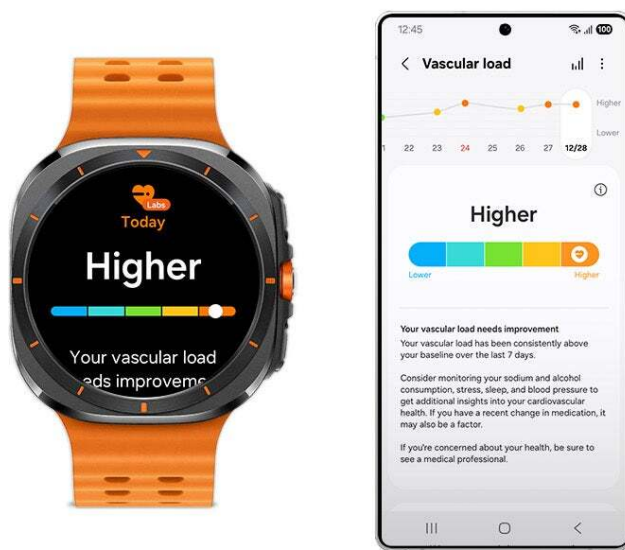 Labs
Today
Higher
Your vascular load
eds improveme
12:45
100
Vascular load
Higher
Lower
1 22 23 24 25 26 27 12/28
Higher
Lower
Higher
Your vascular load needs improvement
Your vascular load has been consistently above
your baseline over the last 7 days.
Consider monitoring your sodium and alcohol
consumption, stress, sleep, and blood pressure to
get additional insights into your cardiovascular
health. If you have a recent change in medication, it
may also be a factor.
If you're concerned about your health, be sure to
see a medical professional.